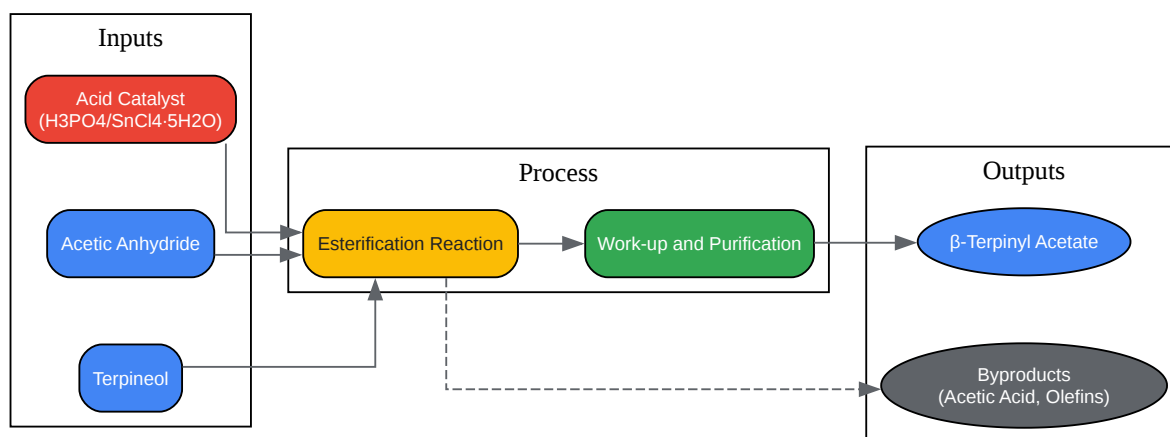 Inputs
Acid Catalyst
(H3PO4/SnCl4·5H2O)
Acetic Anhydride
Terpineol
Process
Esterification Reaction
Work-up and Purification
Outputs
β-Terpinyl Acetate
Byproducts
(Acetic Acid, Olefins)